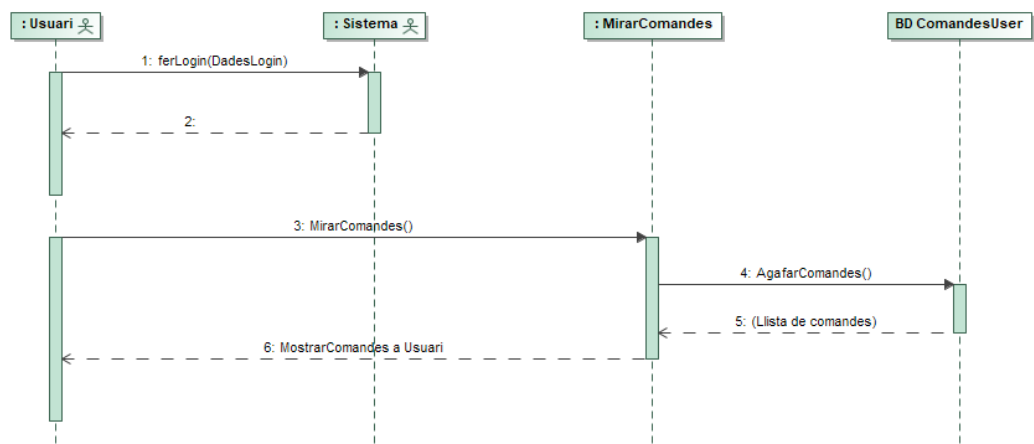 : Usuari
: Sistema
: MirarComandes
BD ComandesUser
1: ferLogin(DadesLogin)
2:
3: MirarComandes()
4: AgafarComandes()
5: (Llista de comandes)
6: MostrarComandes a Usuari